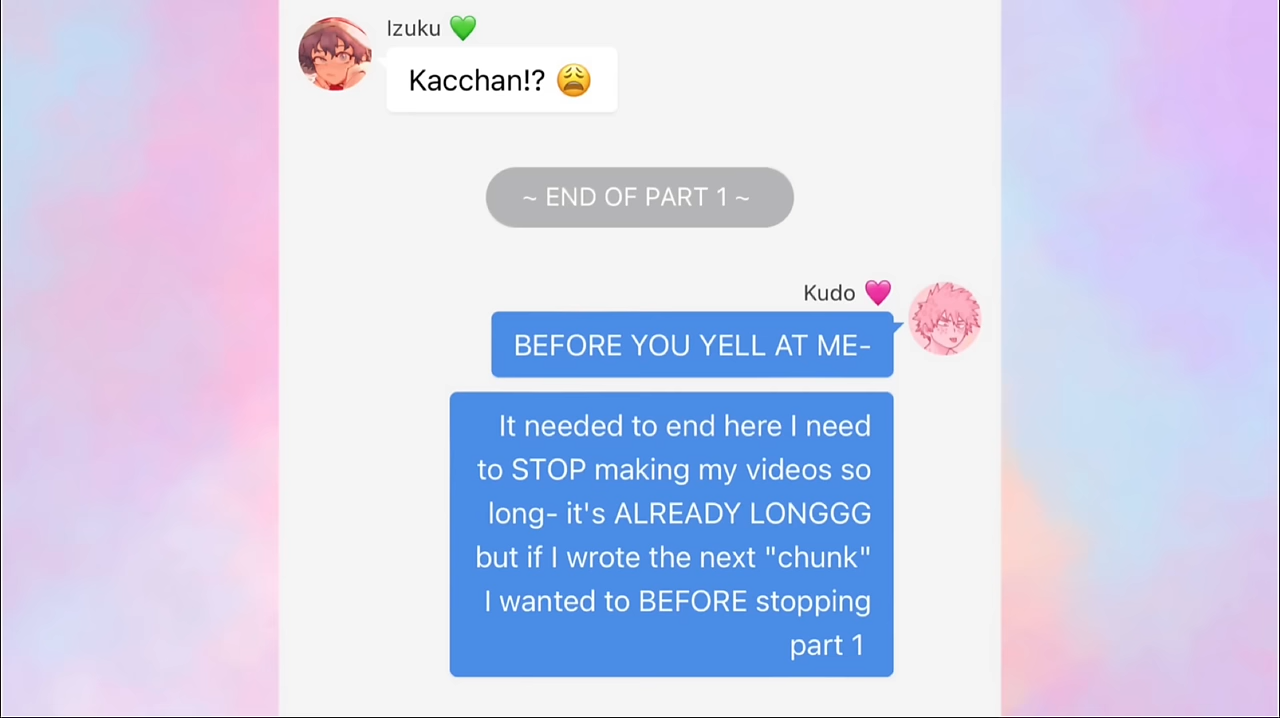 Izuku 💚
Kacchan!? 😩
~ END OF PART 1 ~
Kudo 🩷
BEFORE YOU YELL AT ME-
It needed to end here I need
to STOP making my videos so
long- it's ALREADY LONGGG
but if I wrote the next "chunk"
I wanted to BEFORE stopping
part 1